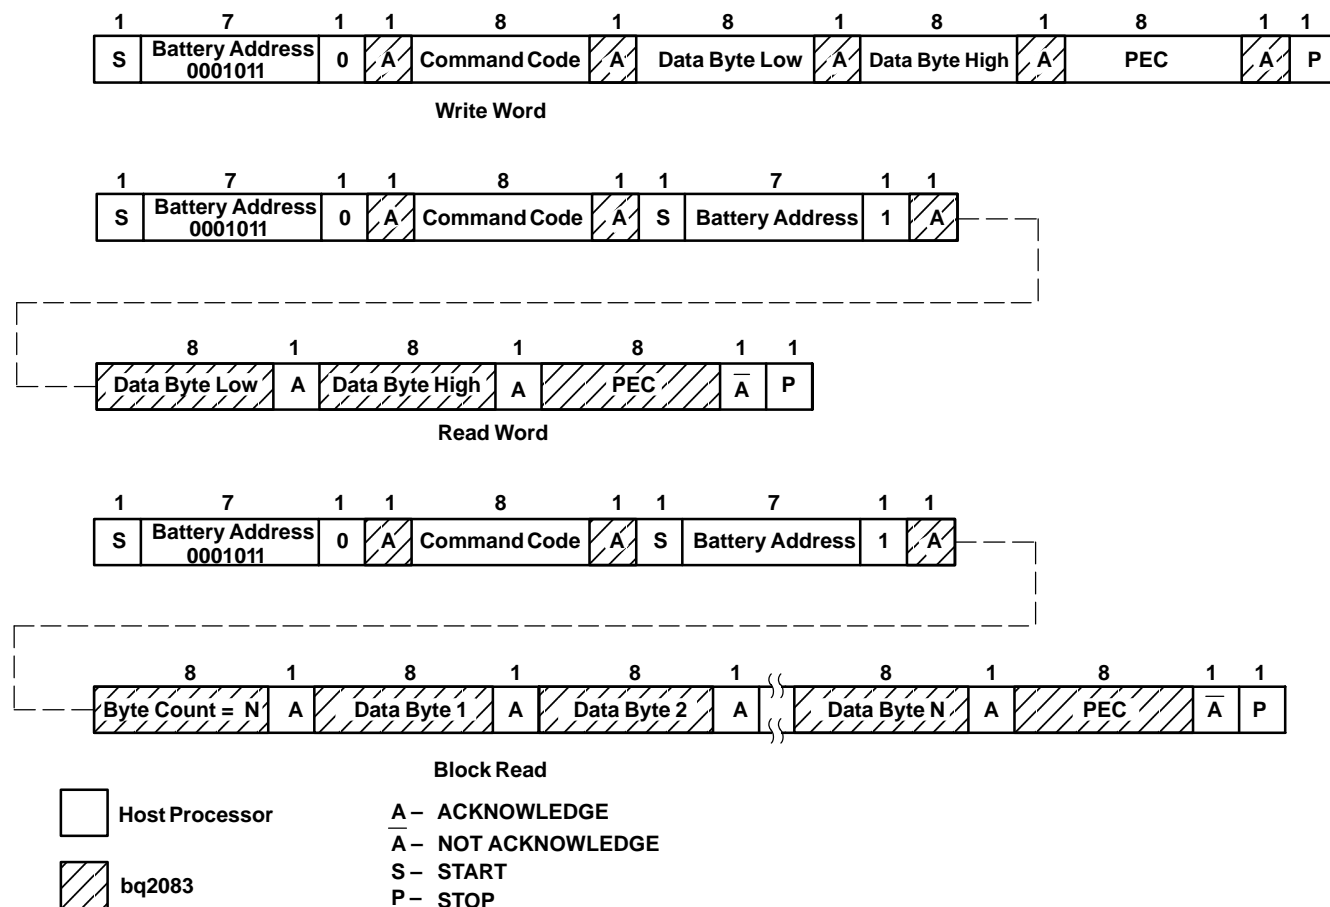 1 7 1 1 8 1 8 1 8 1 8 1 1
S Battery Address 0 A Command Code A Data Byte Low A Data Byte High A PEC A P
0001011
Write Word
1 7 1 1 8 1 1 7 1 1
S Battery Address 0 A Command Code A S Battery Address 1 A
0001011
8 1 8 1 8 1 1
Data Byte Low A Data Byte High A PEC A̅ P
Read Word
1 7 1 1 8 1 1 7 1 1
S Battery Address 0 A Command Code A S Battery Address 1 A
0001011
8 1 8 1 8 1 8 1 8 1 1
Byte Count = N A Data Byte 1 A Data Byte 2 A Data Byte N A PEC A̅ P
Block Read
Host Processor
bq2083
A – ACKNOWLEDGE
A̅ – NOT ACKNOWLEDGE
S – START
P – STOP